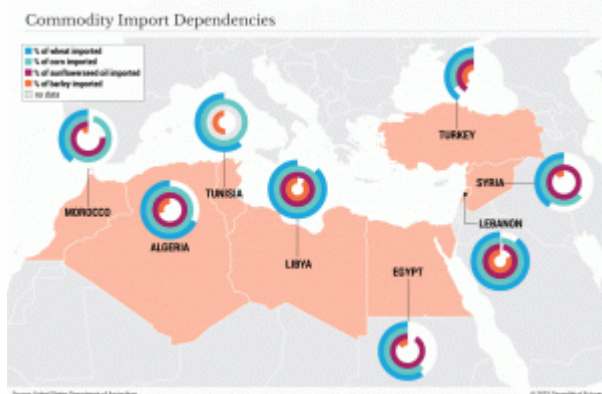 Commodity Import Dependencies
% of wheat imported
% of corn imported
% of sunflowerseed oil imported
% of barley imported
no data
TURKEY
SYRIA
TUNISIA
MOROCCO
LEBANON
ALGERIA
LIBYA
EGYPT